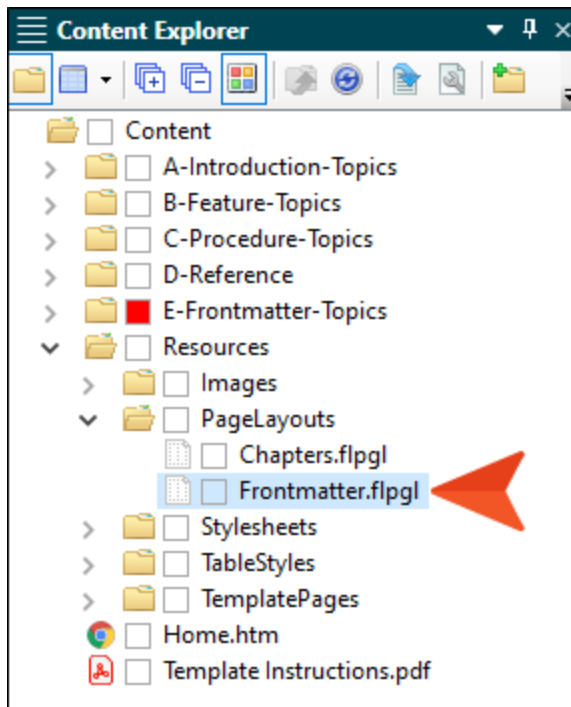 Content Explorer
Content
A-Introduction-Topics
B-Feature-Topics
C-Procedure-Topics
D-Reference
E-Frontmatter-Topics
Resources
Images
PageLayouts
Chapters.flpgl
Frontmatter.flpgl
Stylesheets
TableStyles
TemplatePages
Home.htm
Template Instructions.pdf